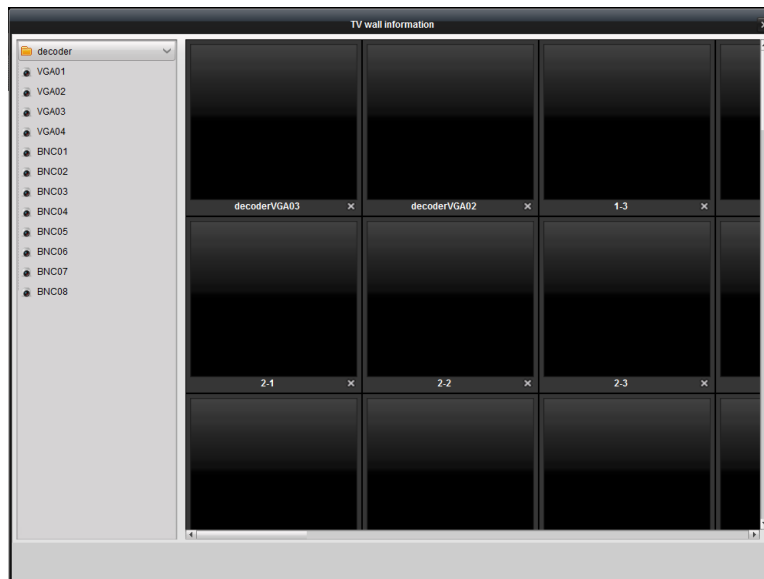 TV wall information
decoder
VGA01
VGA02
VGA03
VGA04
BNC01
BNC02
BNC03
BNC04
BNC05
BNC06
BNC07
BNC08
decoderVGA03
decoderVGA02
1-3
2-1
2-2
2-3